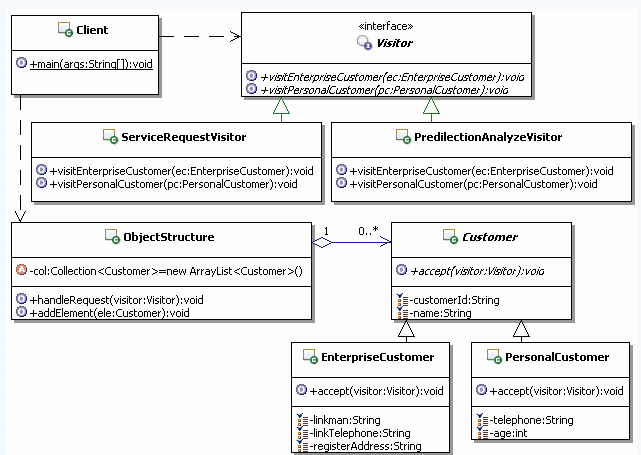 Client
+main(args:String[]):void
«interface»
Visitor
+visitEnterpriseCustomer(ec:EnterpriseCustomer):void
+visitPersonalCustomer(pc:PersonalCustomer):void
ServiceRequestVisitor
+visitEnterpriseCustomer(ec:EnterpriseCustomer):void
+visitPersonalCustomer(pc:PersonalCustomer):void
PredilectionAnalyzeVisitor
+visitEnterpriseCustomer(ec:EnterpriseCustomer):void
+visitPersonalCustomer(pc:PersonalCustomer):void
ObjectStructure
-col:Collection<Customer>=new ArrayList<Customer>()
+handleRequest(visitor:Visitor):void
+addElement(ele:Customer):void
1
0..*
Customer
+accept(visitor:Visitor):void
-customerId:String
-name:String
EnterpriseCustomer
+accept(visitor:Visitor):void
-linkman:String
-linkTelephone:String
-registerAddress:String
PersonalCustomer
+accept(visitor:Visitor):void
-telephone:String
-age:int